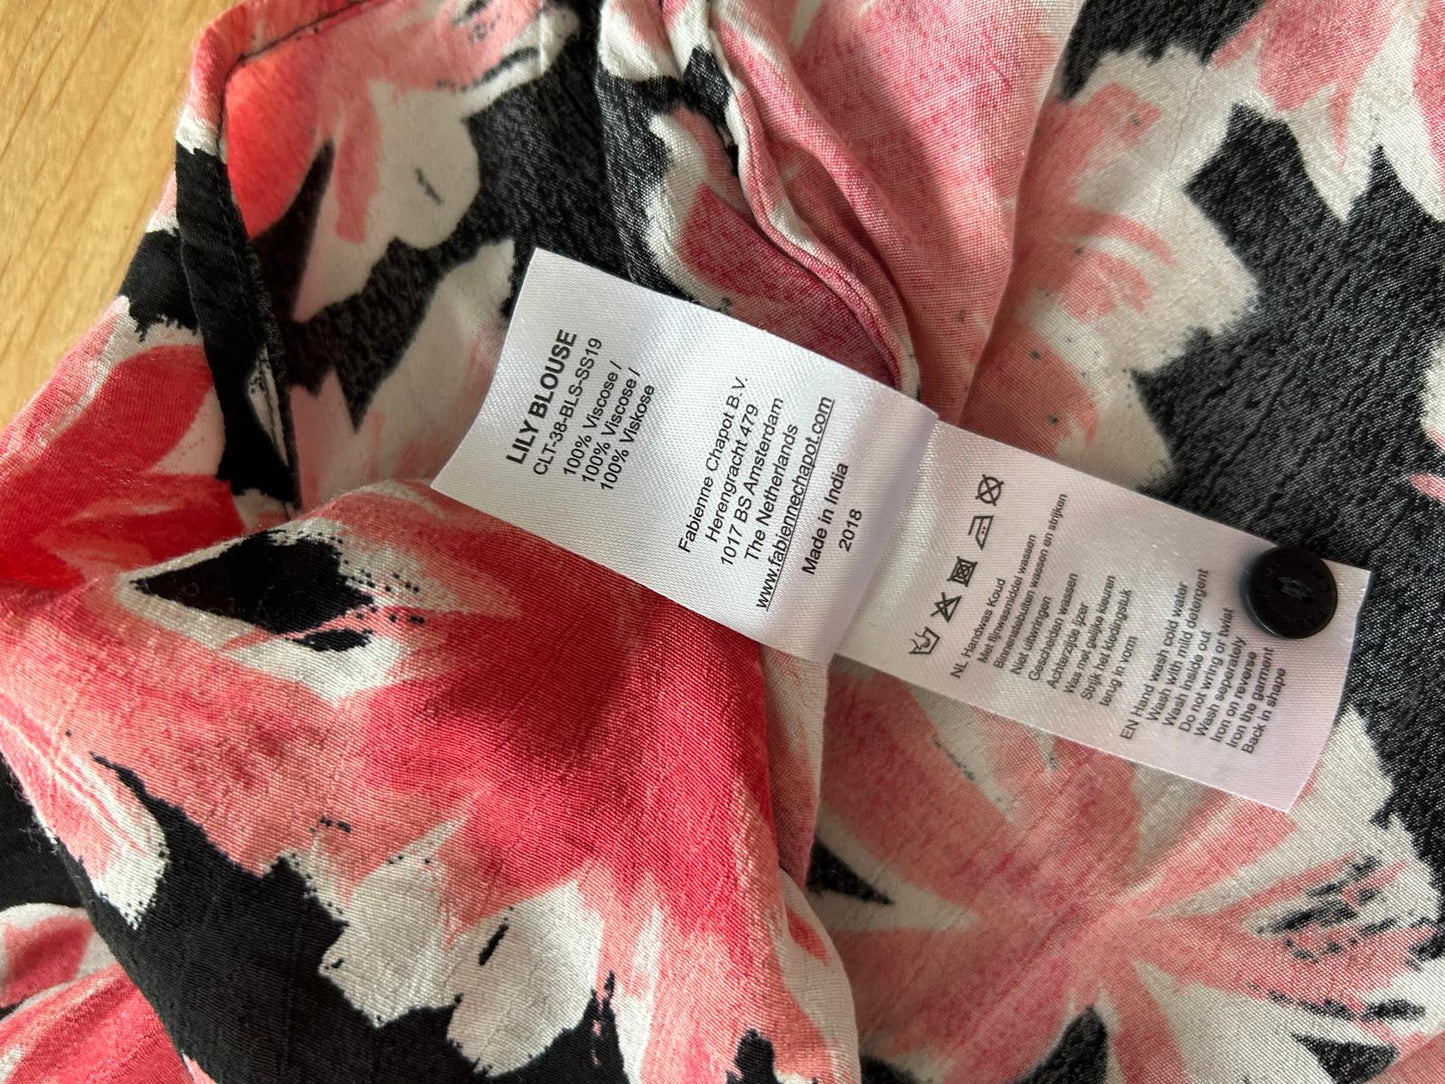 LILY BLOUSE
CLT-38-BLS-SS19
100% Viscose /
100% Viscose /
100% Viskose
Fabienne Chapot B.V.
Herengracht 479
1017 BS Amsterdam
The Netherlands
www.fabiennechapot.com
Made in India
2018
NL Handwas Koud
Met fijnwasmiddel wassen
Binnenstebuiten wassen en strijken
Niet uitwringen
Gescheiden wassen
Achterzijde ijzer
Was met gelijke kleuren
Strijk het kledingsluk
terug in vorm
EN Hand wash cold water
Wash with mild detergent
Wash inside out
Do not wring or twist
Wash seperately
Iron on reverse
Iron the garment
Back in shape